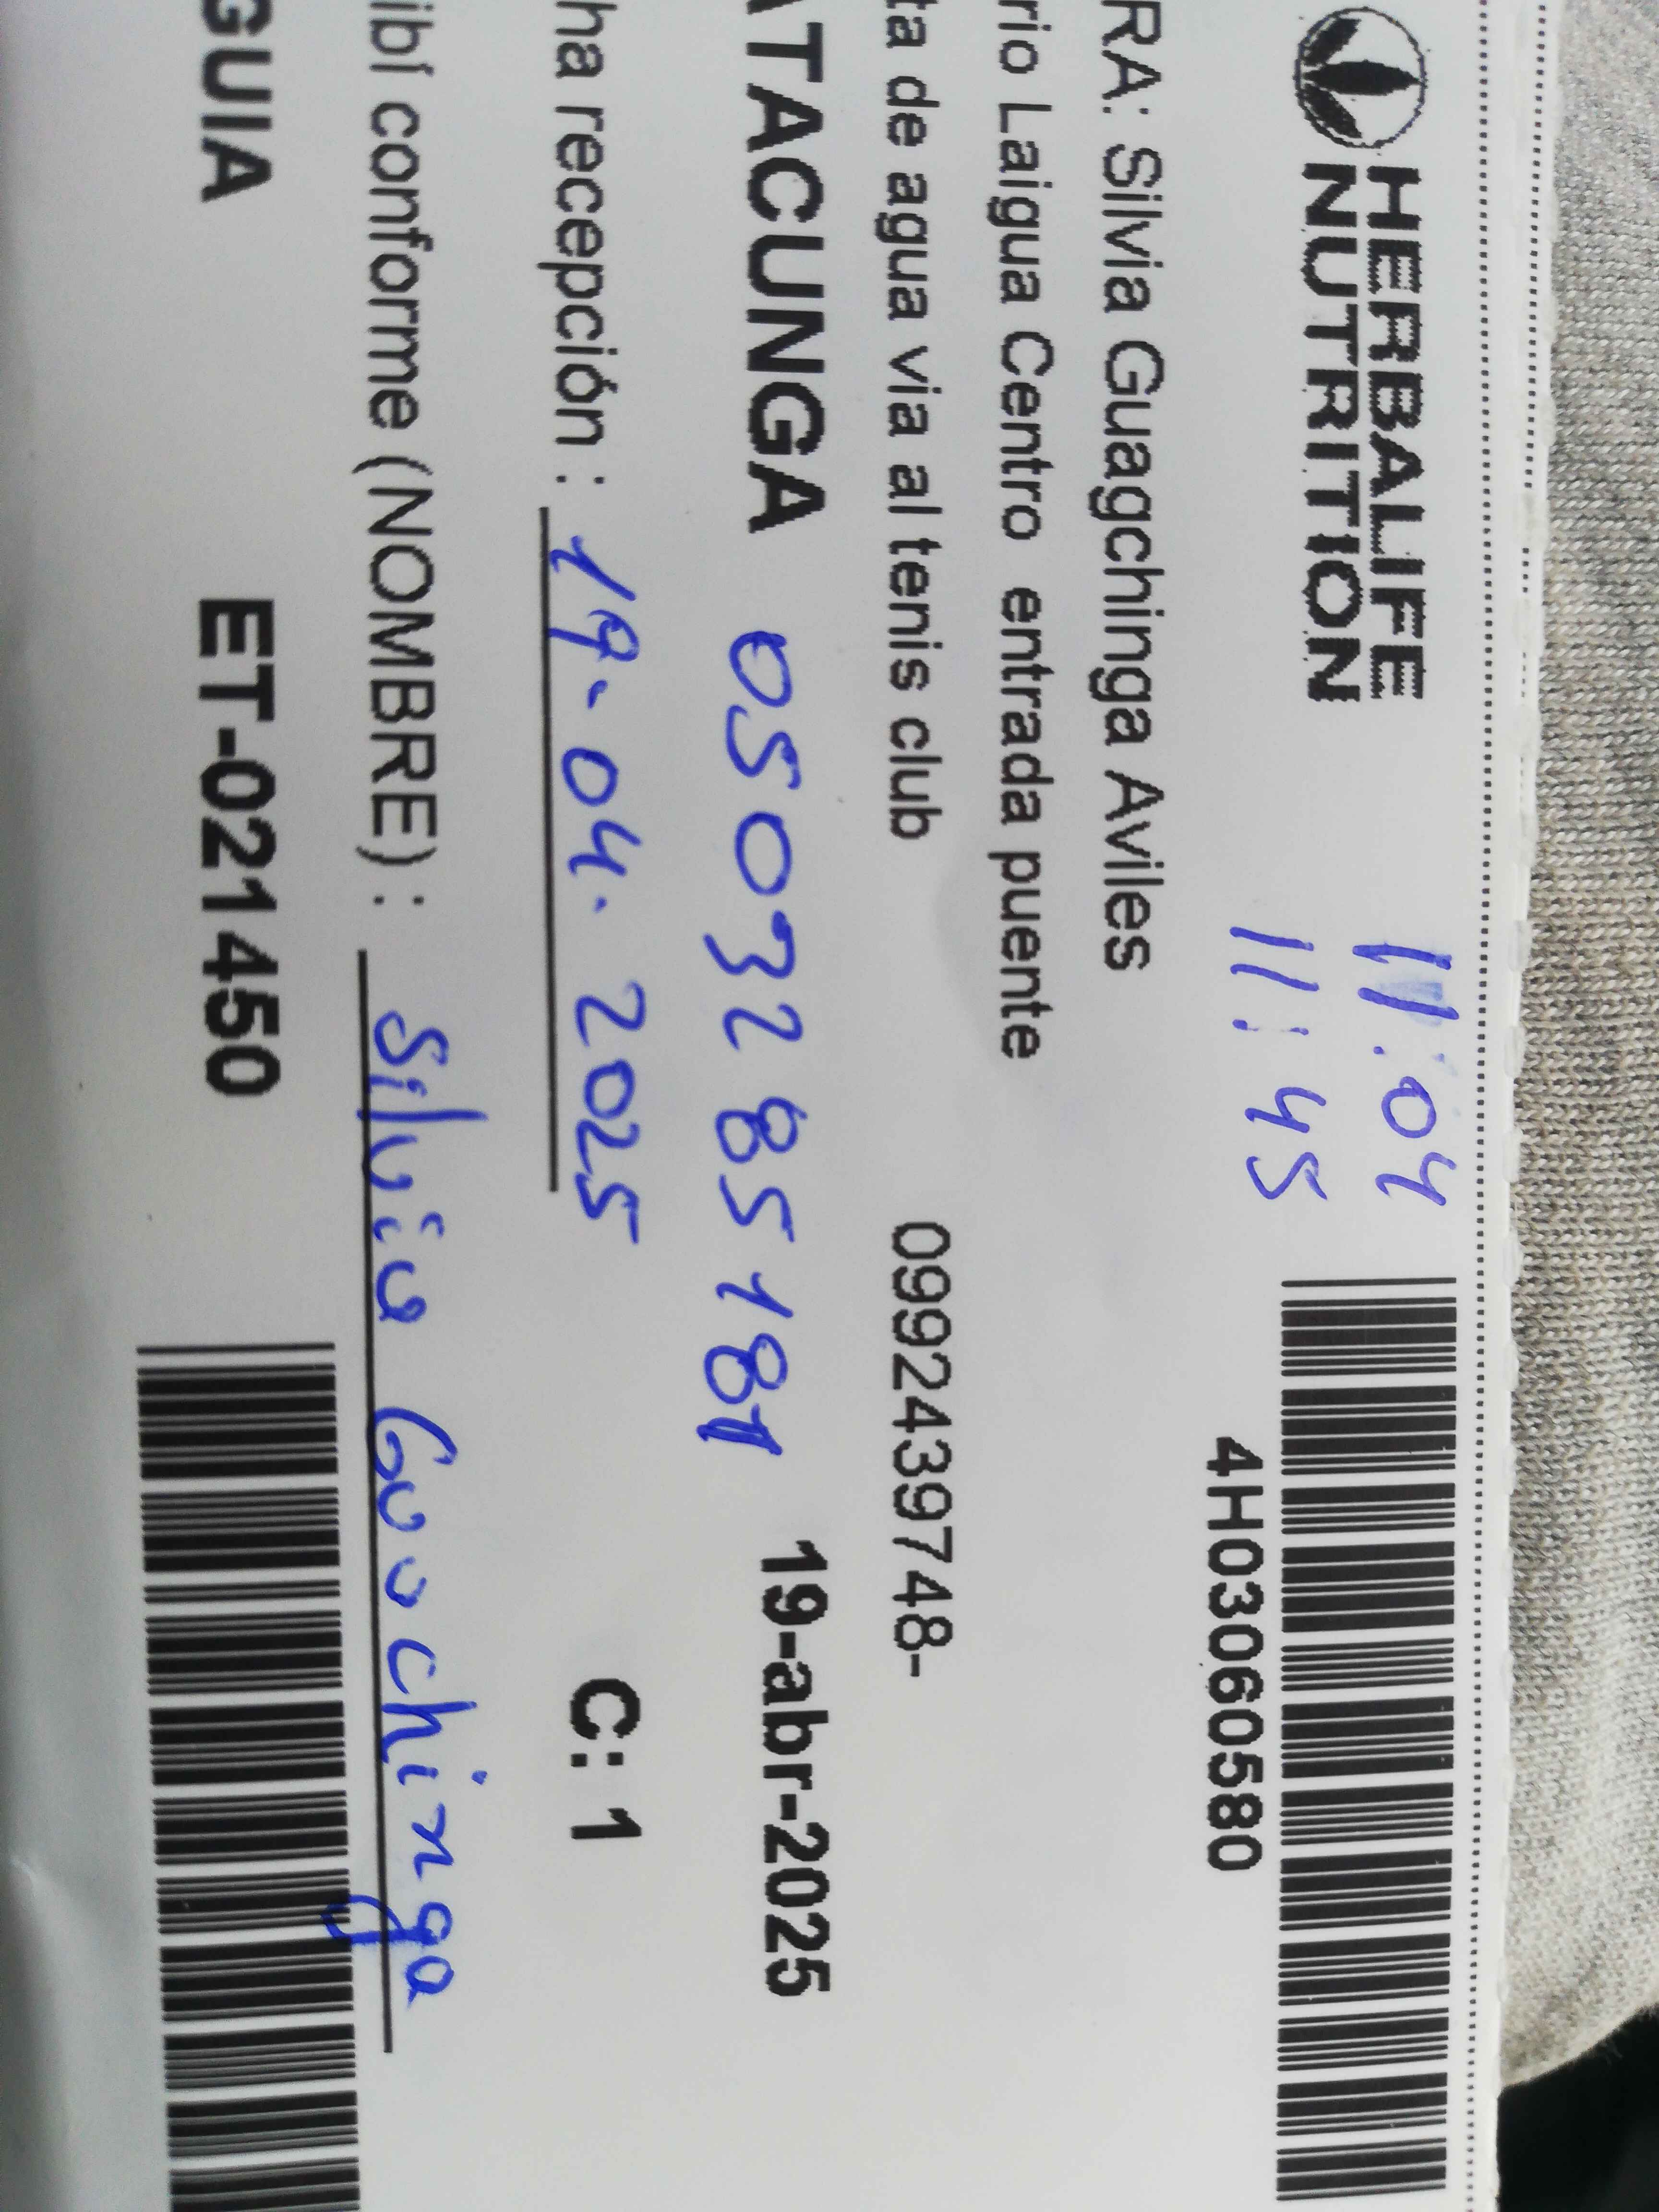 HERBALIFE
NUTRITION
11:04
11:45
4H03060580
RA: Silvia Guagchinga Aviles
rio Laigua Centro entrada puente
ta de agua via al tenis club
0992439748-
ATACUNGA 0503285181 19-abr-2025
ha recepción : 19.04.2025 C: 1
ibí conforme (NOMBRE) : Silvia Guachinga
GUIA ET-021450